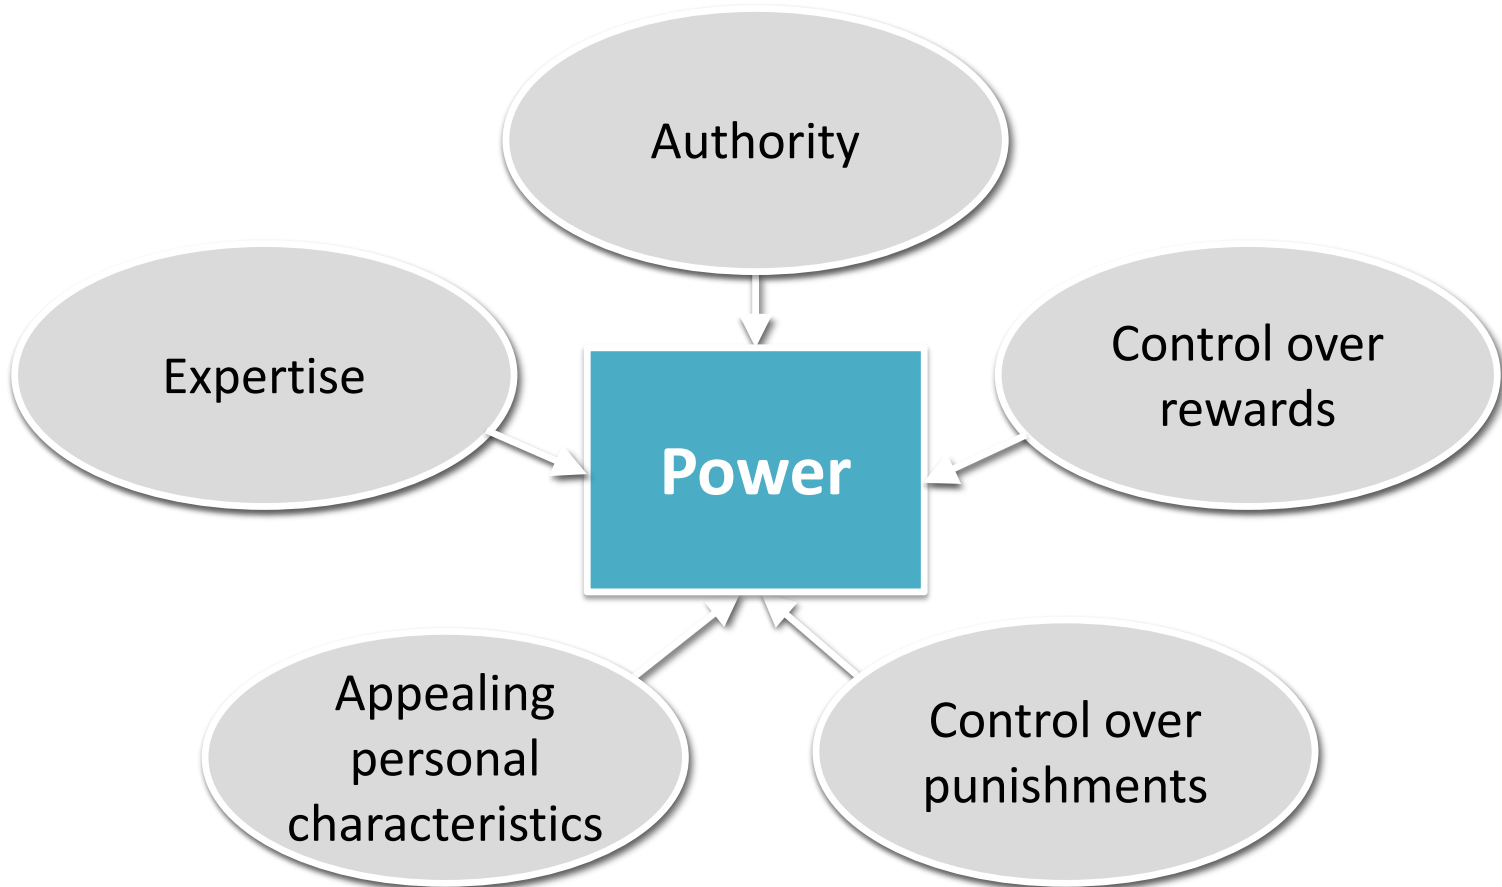 Authority
Expertise
Control over
rewards
Power
Appealing
personal
characteristics
Control over
punishments